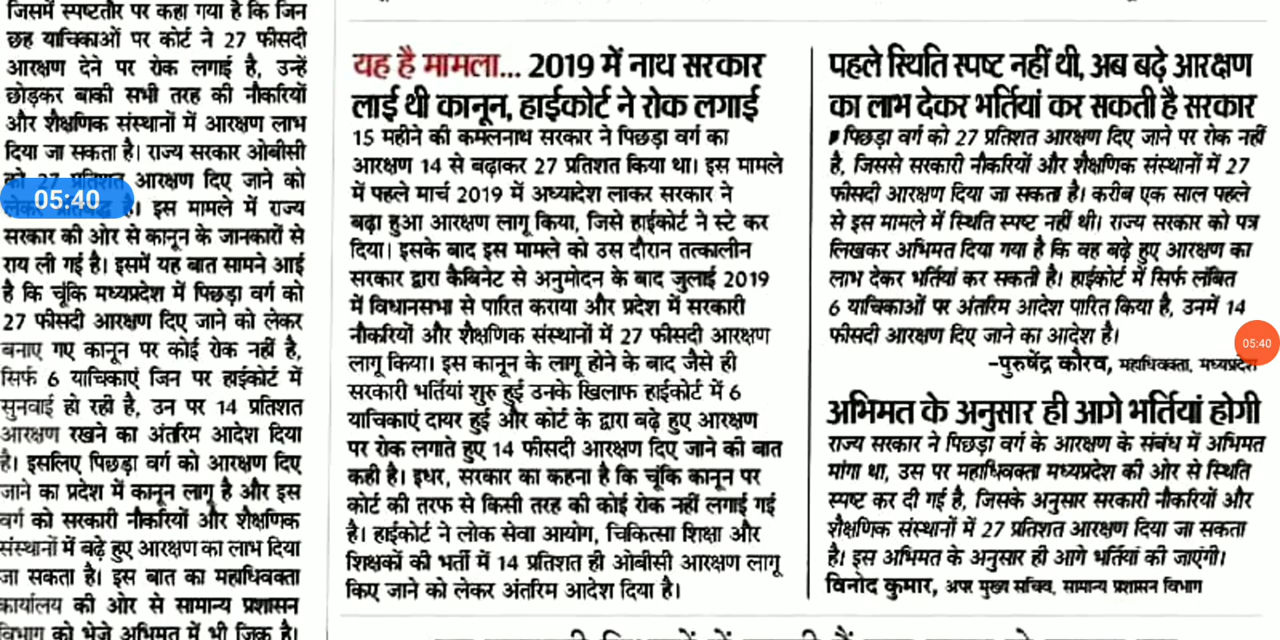 जिसमें स्पष्टतौर पर कहा गया है कि जिन
छह याचिकाओं पर कोर्ट ने 27 फीसदी
आरक्षण देने पर रोक लगाई है, उन्हें
छोड़कर बाकी सभी तरह की नौकरियों
और शैक्षणिक संस्थानों में आरक्षण लाभ
दिया जा सकता है। राज्य सरकार ओबीसी
को 27 प्रतिशत आरक्षण दिए जाने को
है। इस मामले में राज्य
सरकार की ओर से कानून के जानकारों से
राय ली गई है। इसमें यह बात सामने आई
है कि चूंकि मध्यप्रदेश में पिछड़ा वर्ग को
27 फीसदी आरक्षण दिए जाने को लेकर
बनाए गए कानून पर कोई रोक नहीं है,
सिर्फ 6 याचिकाएं जिन पर हाईकोर्ट में
सुनवाई हो रही है, उन पर 14 प्रतिशत
आरक्षण रखने का अंतरिम आदेश दिया
है। इसलिए पिछड़ा वर्ग को आरक्षण दिए
जाने का प्रदेश में कानून लागू है और इस
वर्ग को सरकारी नौकरियों और शैक्षणिक
संस्थानों में बढ़े हुए आरक्षण का लाभ दिया
जा सकता है। इस बात का महाधिवक्ता
कार्यालय की ओर से सामान्य प्रशासन
विभाग को भेजे अभिमत में भी जिक्र है।
05:40
यह है मामला... 2019 में नाथ सरकार
लाई थी कानून, हाईकोर्ट ने रोक लगाई
15 महीने की कमलनाथ सरकार ने पिछड़ा वर्ग का
आरक्षण 14 से बढ़ाकर 27 प्रतिशत किया था। इस मामले
में पहले मार्च 2019 में अध्यादेश लाकर सरकार ने
बढ़ा हुआ आरक्षण लागू किया, जिसे हाईकोर्ट ने स्टे कर
दिया। इसके बाद इस मामले को उस दौरान तत्कालीन
सरकार द्वारा कैबिनेट से अनुमोदन के बाद जुलाई 2019
में विधानसभा से पारित कराया और प्रदेश में सरकारी
नौकरियों और शैक्षणिक संस्थानों में 27 फीसदी आरक्षण
लागू किया। इस कानून के लागू होने के बाद जैसे ही
सरकारी भर्तियां शुरु हुई उनके खिलाफ हाईकोर्ट में 6
याचिकाएं दायर हुई और कोर्ट के द्वारा बढ़े हुए आरक्षण
पर रोक लगाते हुए 14 फीसदी आरक्षण दिए जाने की बात
कही है। इधर, सरकार का कहना है कि चूंकि कानून पर
कोर्ट की तरफ से किसी तरह की कोई रोक नहीं लगाई गई
है। हाईकोर्ट ने लोक सेवा आयोग, चिकित्सा शिक्षा और
शिक्षकों की भर्ती में 14 प्रतिशत ही ओबीसी आरक्षण लागू
किए जाने को लेकर अंतरिम आदेश दिया है।
पहले स्थिति स्पष्ट नहीं थी, अब बढ़े आरक्षण
का लाभ देकर भर्तियां कर सकती है सरकार
पिछड़ा वर्ग को 27 प्रतिशत आरक्षण दिए जाने पर रोक नहीं
है, जिससे सरकारी नौकरियों और शैक्षणिक संस्थानों में 27
फीसदी आरक्षण दिया जा सकता है। करीब एक साल पहले
से इस मामले में स्थिति स्पष्ट नहीं थी। राज्य सरकार को पत्र
लिखकर अभिमत दिया गया है कि वह बढ़े हुए आरक्षण का
लाभ देकर भर्तियां कर सकती है। हाईकोर्ट में सिर्फ लंबित
6 याचिकाओं पर अंतरिम आदेश पारित किया है, उनमें 14
फीसदी आरक्षण दिए जाने का आदेश है।
-पुरुषेंद्र कौरव, महाधिवक्ता, मध्यप्रदेश
05:40
अभिमत के अनुसार ही आगे भर्तियां होगी
राज्य सरकार ने पिछड़ा वर्ग के आरक्षण के संबंध में अभिमत
मांगा था, उस पर महाधिवक्ता मध्यप्रदेश की ओर से स्थिति
स्पष्ट कर दी गई है, जिसके अनुसार सरकारी नौकरियों और
शैक्षणिक संस्थानों में 27 प्रतिशत आरक्षण दिया जा सकता
है। इस अभिमत के अनुसार ही आगे भर्तियां की जाएंगी।
विनोद कुमार, अपर मुख्य सचिव, सामान्य प्रशासन विभाग